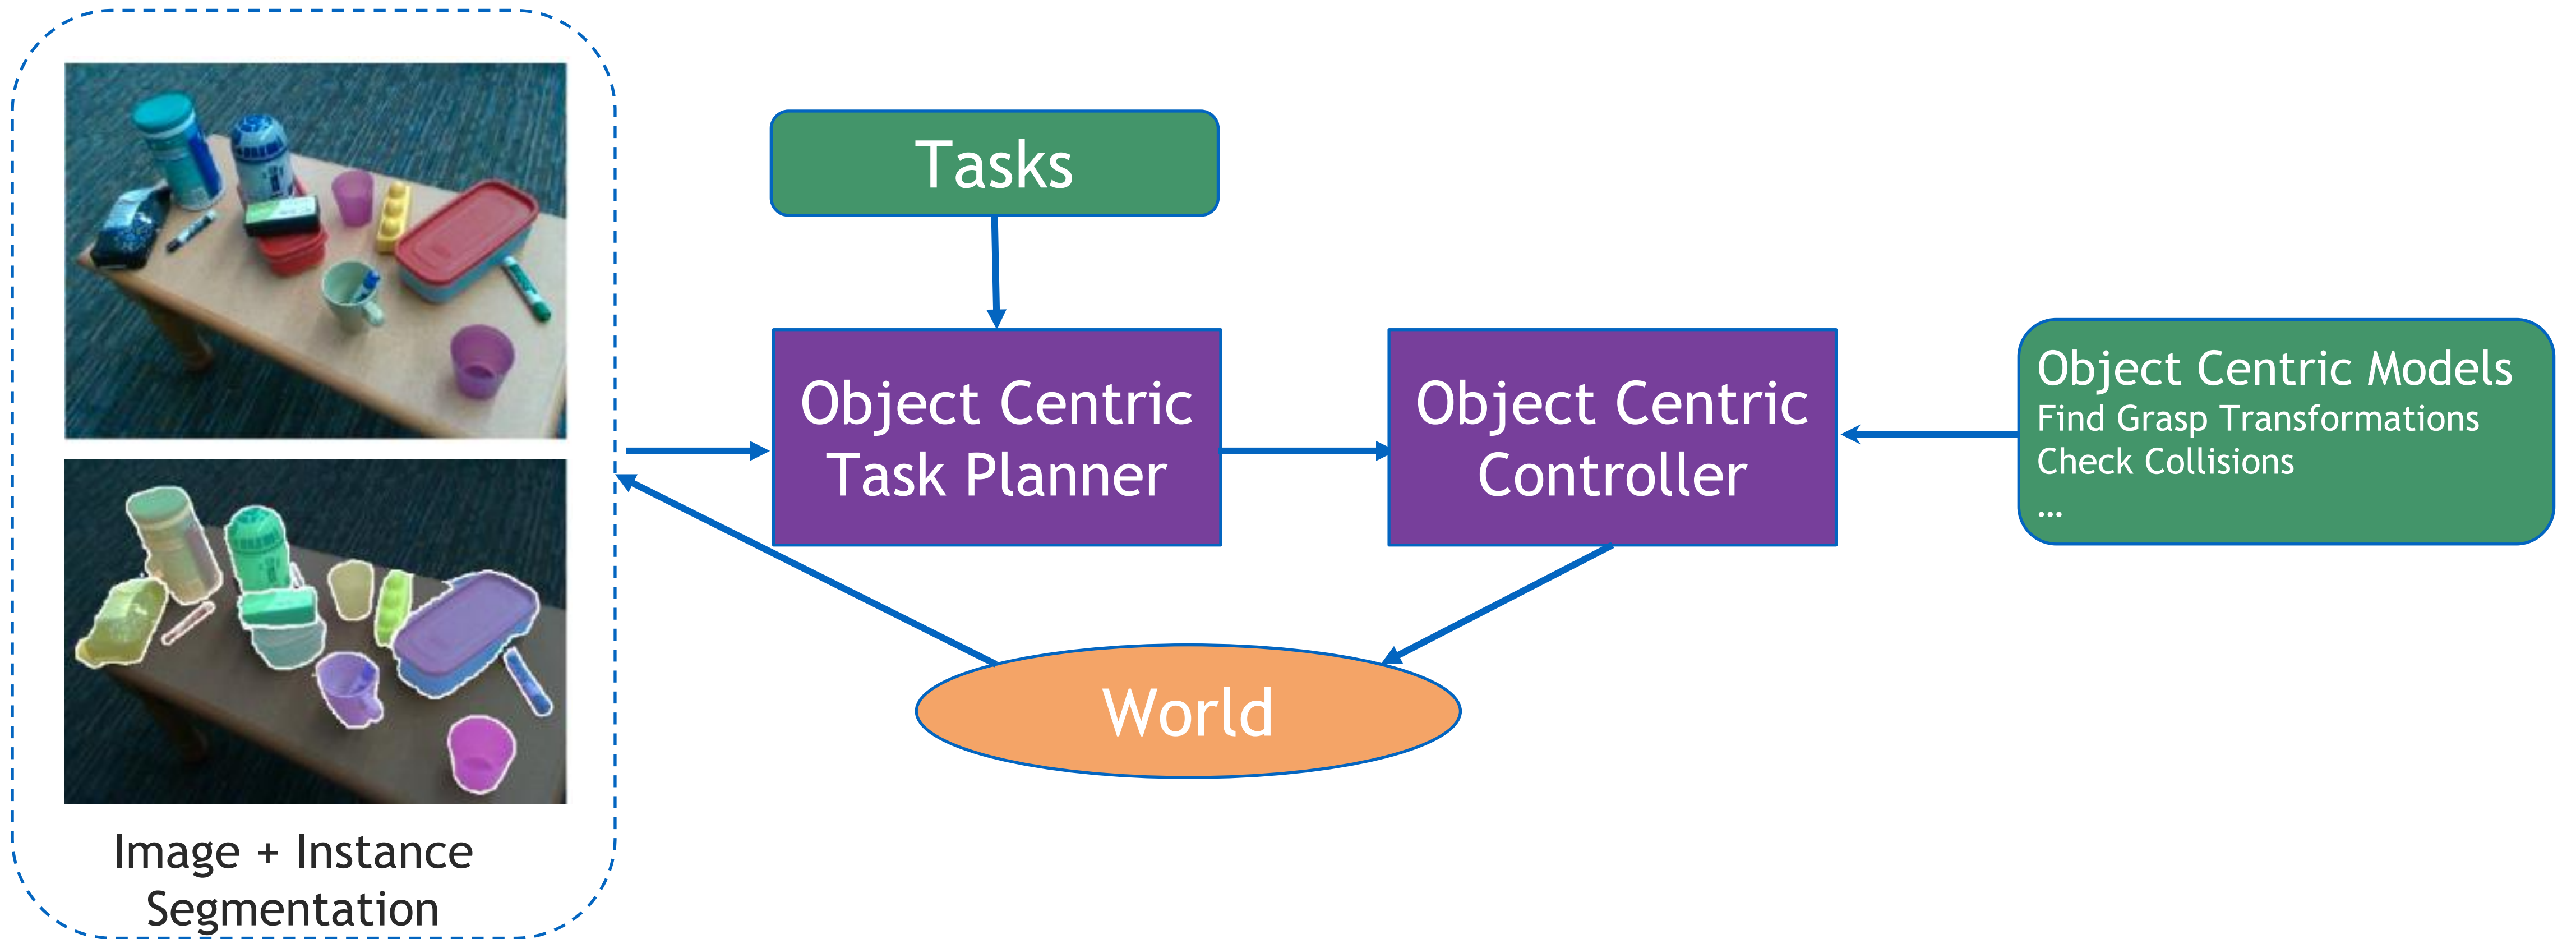 Tasks
Object Centric
Task Planner
Object Centric
Controller
Object Centric Models
Find Grasp Transformations
Check Collisions
...
World
Image + Instance
Segmentation